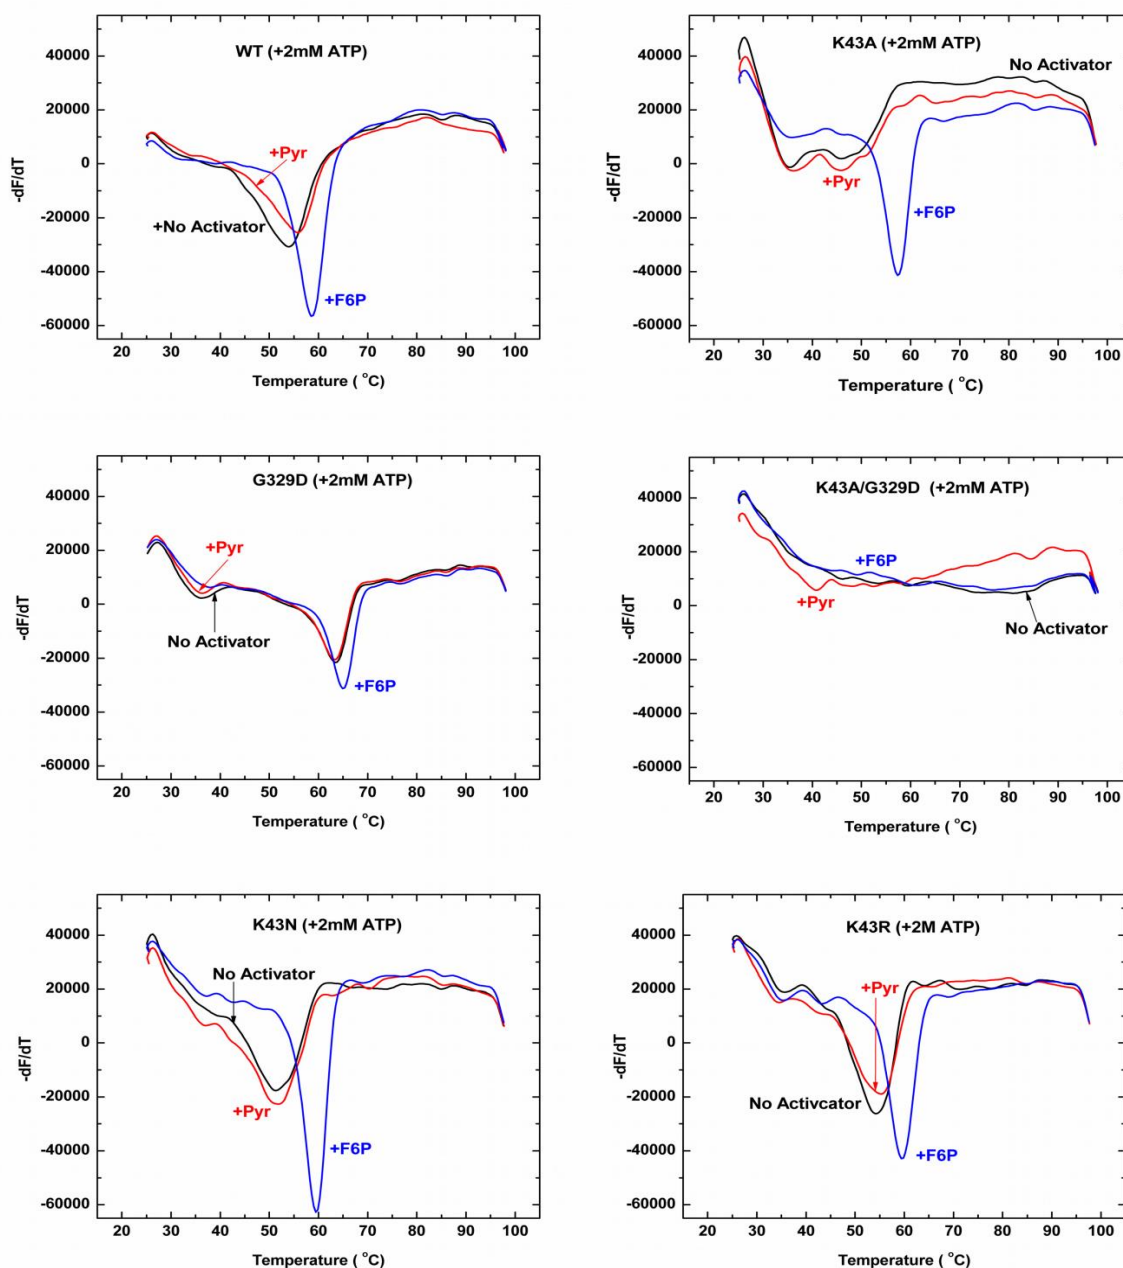 WT (+2mM ATP)
-dF/dT
40000
20000
0
-20000
-40000
-60000
+Pyr
+No Activator
+F6P
20 30 40 50 60 70 80 90 100
Temperature ( °C)
K43A (+2mM ATP)
-dF/dT
40000
20000
0
-20000
-40000
-60000
No Activator
+Pyr
+F6P
20 30 40 50 60 70 80 90 100
Temperature ( °C)
G329D (+2mM ATP)
-dF/dT
40000
20000
0
-20000
-40000
-60000
+Pyr
No Activator
+F6P
20 30 40 50 60 70 80 90 100
Temperature ( °C)
K43A/G329D (+2mM ATP)
-dF/dT
40000
20000
0
-20000
-40000
-60000
+F6P
+Pyr
No Activator
20 30 40 50 60 70 80 90 100
Temperature ( °C)
K43N (+2mM ATP)
-dF/dT
40000
20000
0
-20000
-40000
-60000
No Activator
+Pyr
+F6P
20 30 40 50 60 70 80 90 100
Temperature ( °C)
K43R (+2M ATP)
-dF/dT
40000
20000
0
-20000
-40000
-60000
+Pyr
No Activcator
+F6P
20 30 40 50 60 70 80 90 100
Temperature ( °C)